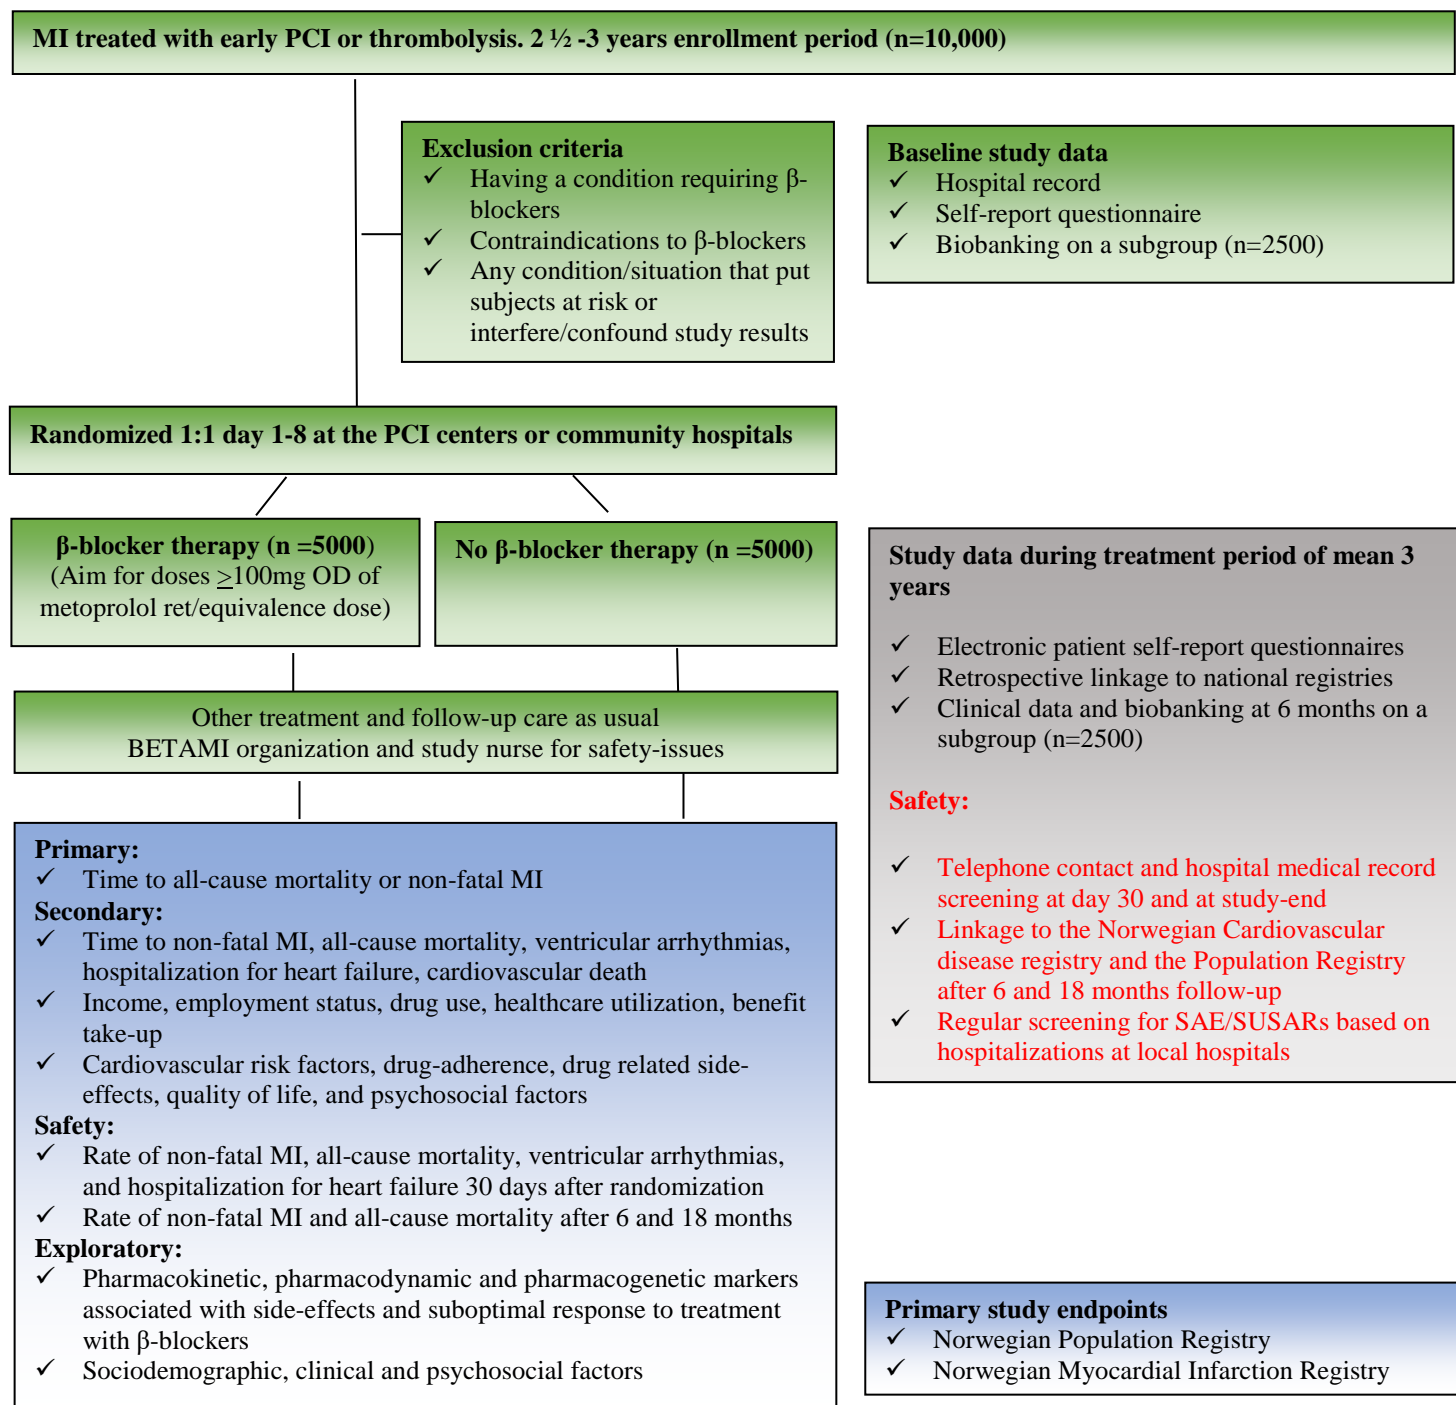 MI treated with early PCI or thrombolysis. 2 ½ -3 years enrollment period (n=10,000)
Exclusion criteria
✓ Having a condition requiring β-
blockers
✓ Contraindications to β-blockers
✓ Any condition/situation that put
subjects at risk or
interfere/confound study results
Baseline study data
✓ Hospital record
✓ Self-report questionnaire
✓ Biobanking on a subgroup (n=2500)
Randomized 1:1 day 1-8 at the PCI centers or community hospitals
β-blocker therapy (n =5000)
(Aim for doses ≥100mg OD of
metoprolol ret/equivalence dose)
No β-blocker therapy (n =5000)
Other treatment and follow-up care as usual
BETAMI organization and study nurse for safety-issues
Study data during treatment period of mean 3
years
✓ Electronic patient self-report questionnaires
✓ Retrospective linkage to national registries
✓ Clinical data and biobanking at 6 months on a
subgroup (n=2500)
Safety:
✓ Telephone contact and hospital medical record
screening at day 30 and at study-end
✓ Linkage to the Norwegian Cardiovascular
disease registry and the Population Registry
after 6 and 18 months follow-up
✓ Regular screening for SAE/SUSARs based on
hospitalizations at local hospitals
Primary:
✓ Time to all-cause mortality or non-fatal MI
Secondary:
✓ Time to non-fatal MI, all-cause mortality, ventricular arrhythmias,
hospitalization for heart failure, cardiovascular death
✓ Income, employment status, drug use, healthcare utilization, benefit
take-up
✓ Cardiovascular risk factors, drug-adherence, drug related side-
effects, quality of life, and psychosocial factors
Safety:
✓ Rate of non-fatal MI, all-cause mortality, ventricular arrhythmias,
and hospitalization for heart failure 30 days after randomization
✓ Rate of non-fatal MI and all-cause mortality after 6 and 18 months
Exploratory:
✓ Pharmacokinetic, pharmacodynamic and pharmacogenetic markers
associated with side-effects and suboptimal response to treatment
with β-blockers
✓ Sociodemographic, clinical and psychosocial factors
Primary study endpoints
✓ Norwegian Population Registry
✓ Norwegian Myocardial Infarction Registry